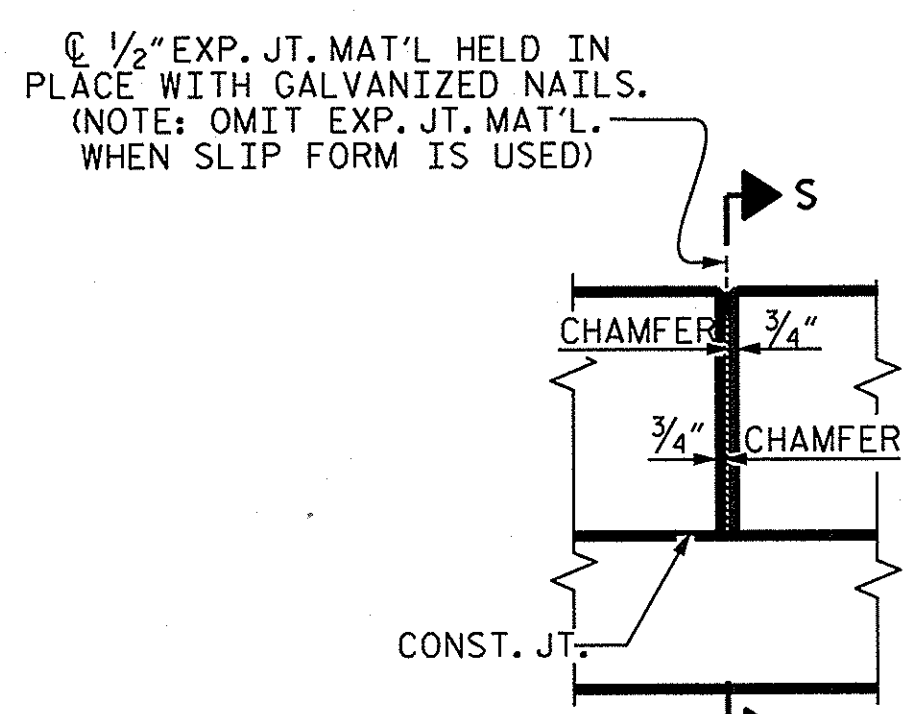 ℄ 1/2" EXP. JT. MAT'L HELD IN
PLACE WITH GALVANIZED NAILS.
(NOTE: OMIT EXP. JT. MAT'L.
WHEN SLIP FORM IS USED)
S
CHAMFER 3/4"
3/4" CHAMFER
CONST. JT.